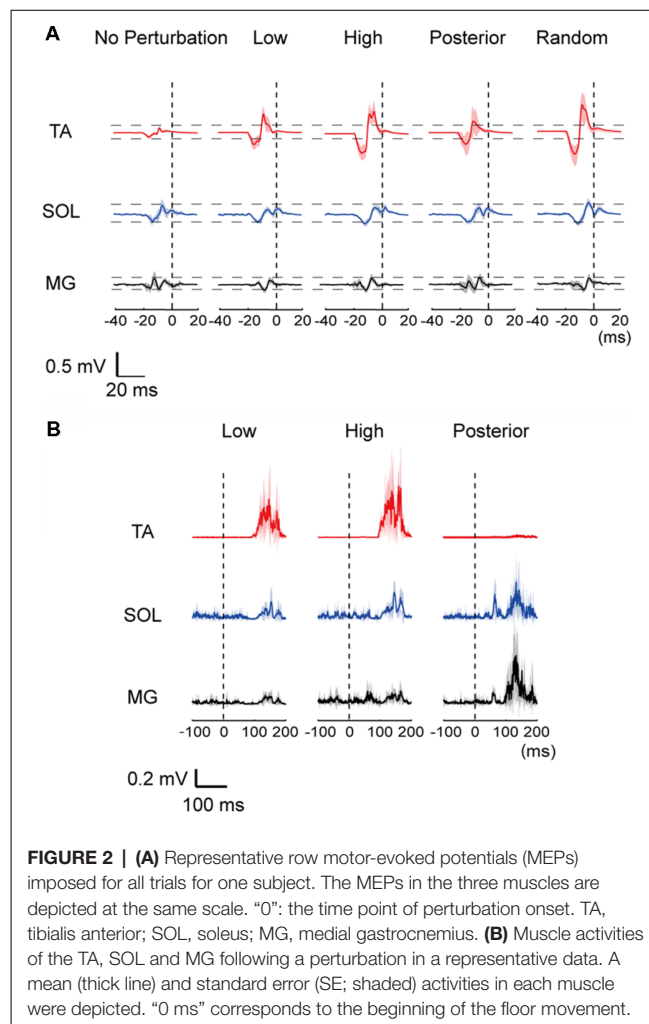 A
No Perturbation Low High Posterior Random
TA
SOL
MG
-40 -20 0 20 -40 -20 0 20 -40 -20 0 20 -40 -20 0 20 -40 -20 0 20
(ms)
0.5 mV
20 ms
B
Low High Posterior
TA
SOL
MG
-100 0 100 200 -100 0 100 200 -100 0 100 200
(ms)
0.2 mV
100 ms
FIGURE 2 | (A) Representative row motor-evoked potentials (MEPs)
imposed for all trials for one subject. The MEPs in the three muscles are
depicted at the same scale. “0”: the time point of perturbation onset. TA,
tibialis anterior; SOL, soleus; MG, medial gastrocnemius. (B) Muscle activities
of the TA, SOL and MG following a perturbation in a representative data. A
mean (thick line) and standard error (SE; shaded) activities in each muscle
were depicted. “0 ms” corresponds to the beginning of the floor movement.